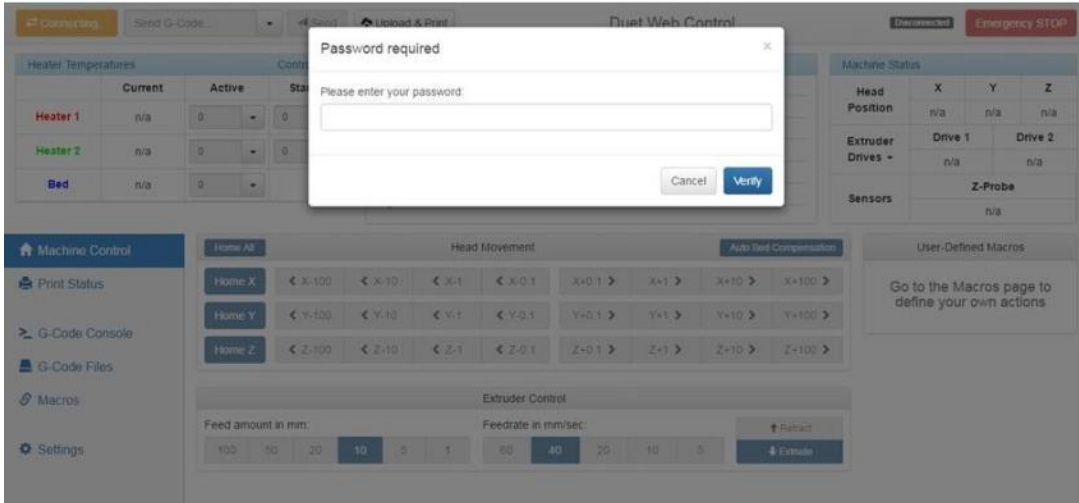 Connecting...
Send G-Code...
Send
Upload & Print
Duet Web Control
Disconnected
Emergency STOP
Password required
×
Please enter your password:
Cancel
Verify
Heater Temperatures
Current Active
Heater 1 n/a 0 0
Heater 2 n/a 0 0
Bed n/a 0
Machine Status
Head Position X Y Z
n/a n/a n/a
Extruder Drives Drive 1 Drive 2
n/a n/a
Sensors Z-Probe
n/a
Machine Control
Print Status
G-Code Console
G-Code Files
Macros
Settings
Home All Head Movement Auto Bed Compensation
Home X X-100 X-10 X-1 X-0.1 X+0.1 X+1 X+10 X+100
Home Y Y-100 Y-10 Y-1 Y-0.1 Y+0.1 Y+1 Y+10 Y+100
Home Z Z-100 Z-10 Z-1 Z-0.1 Z+0.1 Z+1 Z+10 Z+100
User-Defined Macros
Go to the Macros page to
define your own actions
Extruder Control
Feed amount in mm: Feedrate in mm/sec:
100 50 20 10 5 1 60 40 20 10 5
Retract
Extrude